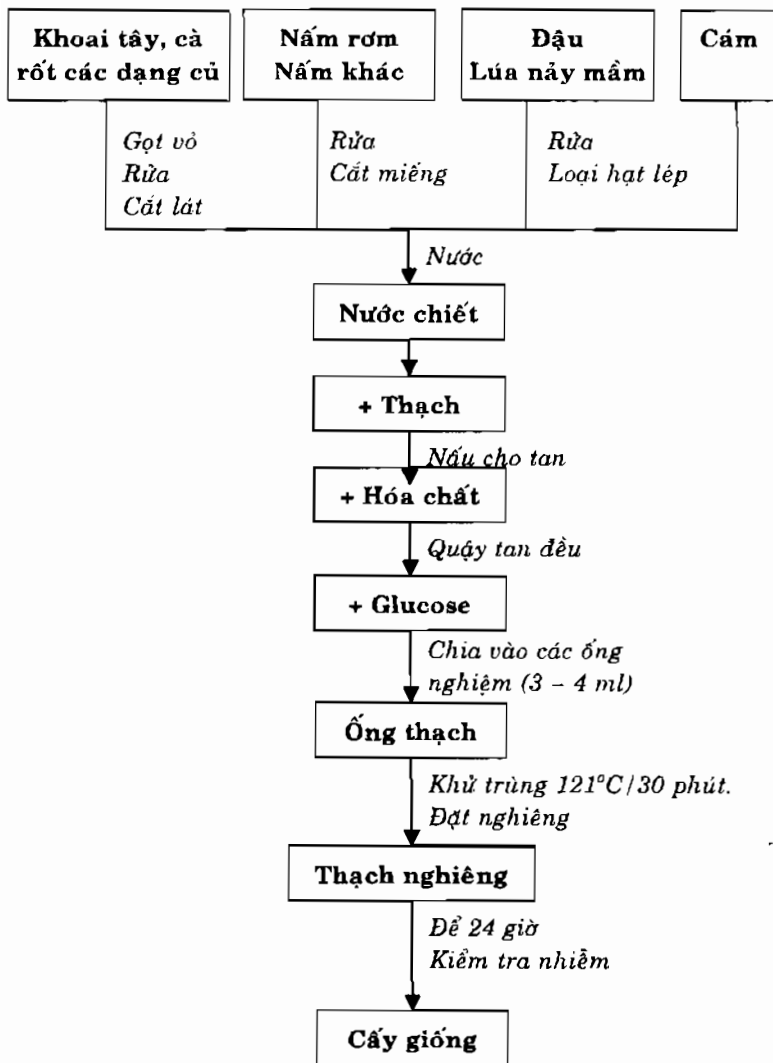 Khoai tây, cà
rốt các dạng củ
Nấm rơm
Nấm khác
Đậu
Lúa nảy mầm
Cám
Gọt vỏ
Rửa
Cắt lát
Rửa
Cắt miếng
Rửa
Loại hạt lép
Nước
Nước chiết
+ Thạch
Nấu cho tan
+ Hóa chất
Quậy tan đều
+ Glucose
Chia vào các ống
nghiệm (3 – 4 ml)
Ống thạch
Khử trùng 121°C/30 phút.
Đặt nghiêng
Thạch nghiêng
Để 24 giờ
Kiểm tra nhiễm
Cấy giống